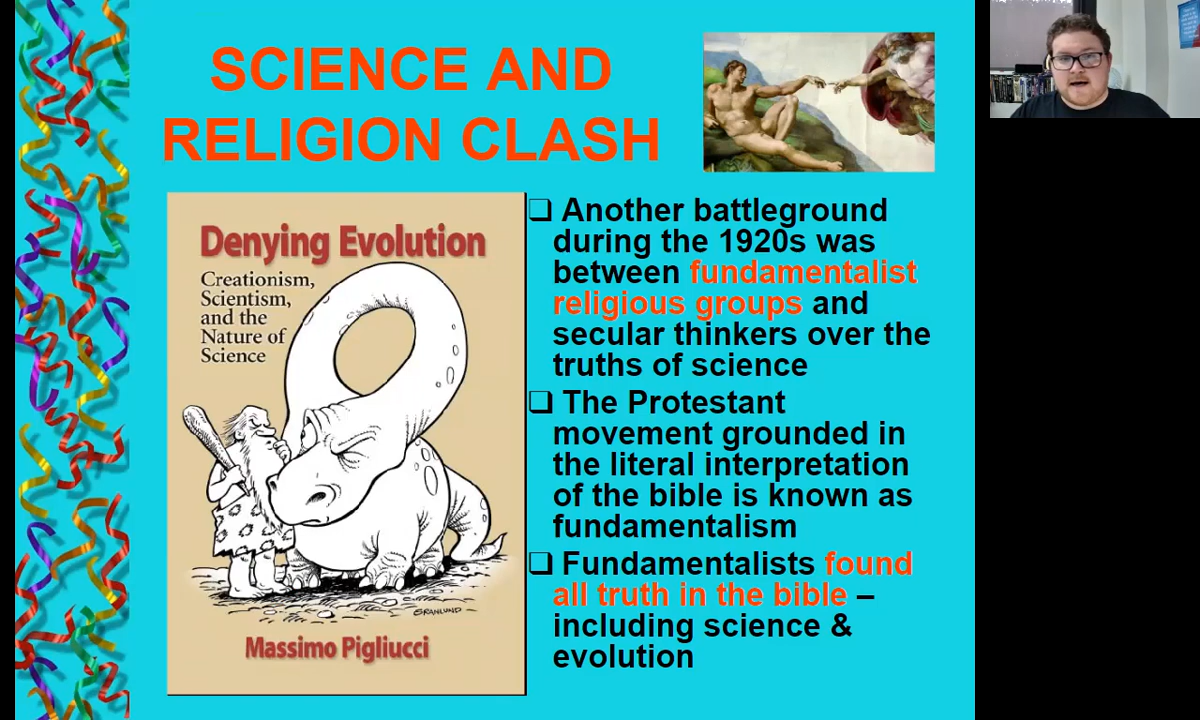 SCIENCE AND
RELIGION CLASH
Denying Evolution
Creationism,
Scientism,
and the
Nature of
Science
GRANLUND
Massimo Pigliucci
❑ Another battleground
during the 1920s was
between fundamentalist
religious groups and
secular thinkers over the
truths of science
❑ The Protestant
movement grounded in
the literal interpretation
of the bible is known as
fundamentalism
❑ Fundamentalists found
all truth in the bible –
including science &
evolution